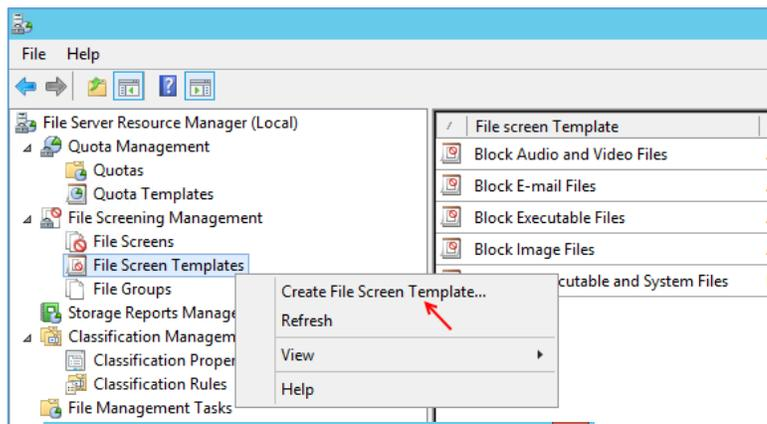 File Help
File Server Resource Manager (Local)
Quota Management
Quotas
Quota Templates
File Screening Management
File Screens
File Screen Templates
File Groups
Storage Reports Manage
Classification Managem
Classification Proper
Classification Rules
File Management Tasks
File screen Template
Block Audio and Video Files
Block E-mail Files
Block Executable Files
Block Image Files
cutable and System Files
Create File Screen Template...
Refresh
View
Help